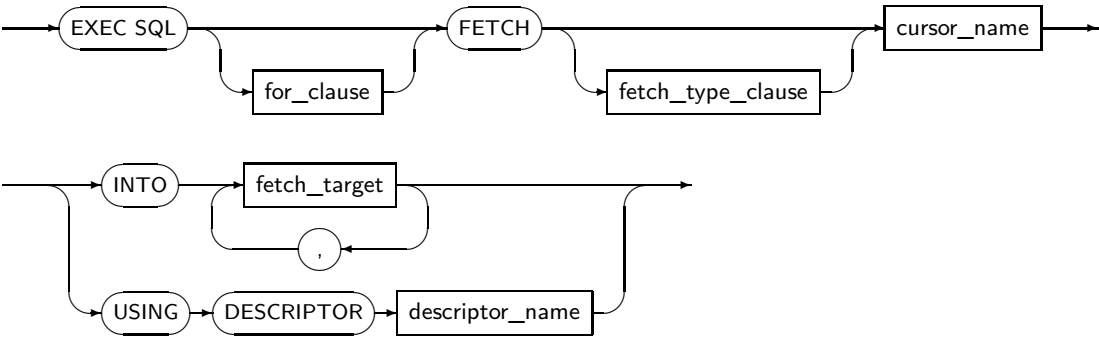 EXEC SQL FETCH cursor_name
for_clause fetch_type_clause
INTO fetch_target
,
USING DESCRIPTOR descriptor_name